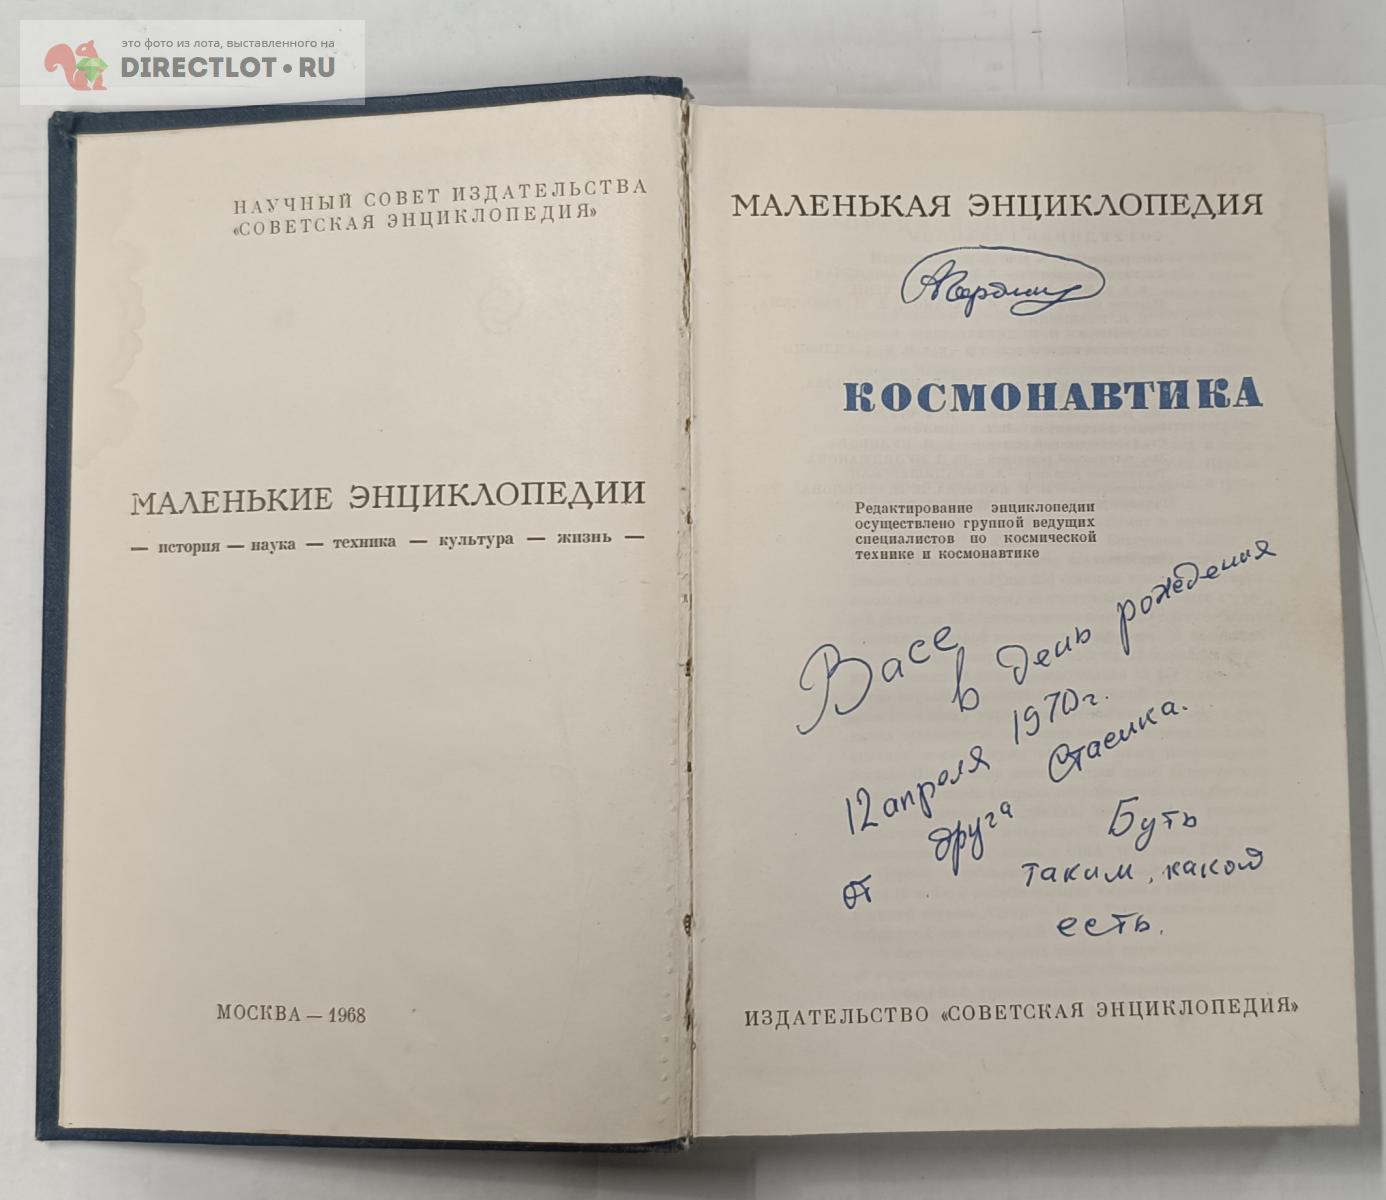 это фото из лота, выставленного на
DIRECTLOT.RU
НАУЧНЫЙ СОВЕТ ИЗДАТЕЛЬСТВА
«СОВЕТСКАЯ ЭНЦИКЛОПЕДИЯ»
МАЛЕНЬКИЕ ЭНЦИКЛОПЕДИИ
— история — наука — техника — культура — жизнь —
МОСКВА — 1968
МАЛЕНЬКАЯ ЭНЦИКЛОПЕДИЯ
КОСМОНАВТИКА
Редактирование энциклопедии
осуществлено группой ведущих
специалистов по космической
технике и космонавтике
Васе
в день рождения
12 апреля 1970 г.
от друга Стасика.
Буть
таким, какой
есть.
ИЗДАТЕЛЬСТВО «СОВЕТСКАЯ ЭНЦИКЛОПЕДИЯ»